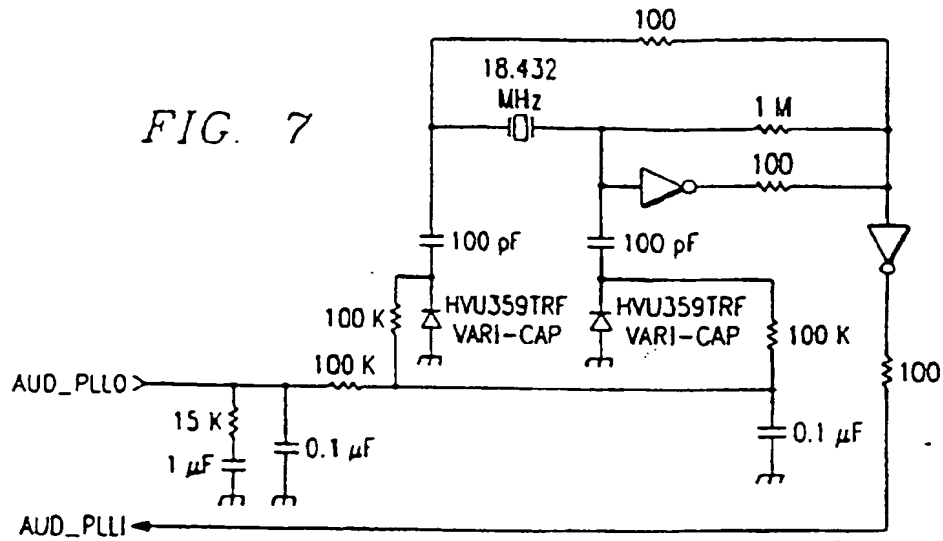 100
18.432
MHz
FIG. 7
1 M
100
100 pF
100 pF
HVU359TRF
VARI-CAP
HVU359TRF
VARI-CAP
100 K
100 K
100
AUD_PLLO
100 K
15 K
1 µF
0.1 µF
0.1 µF
AUD_PLLI